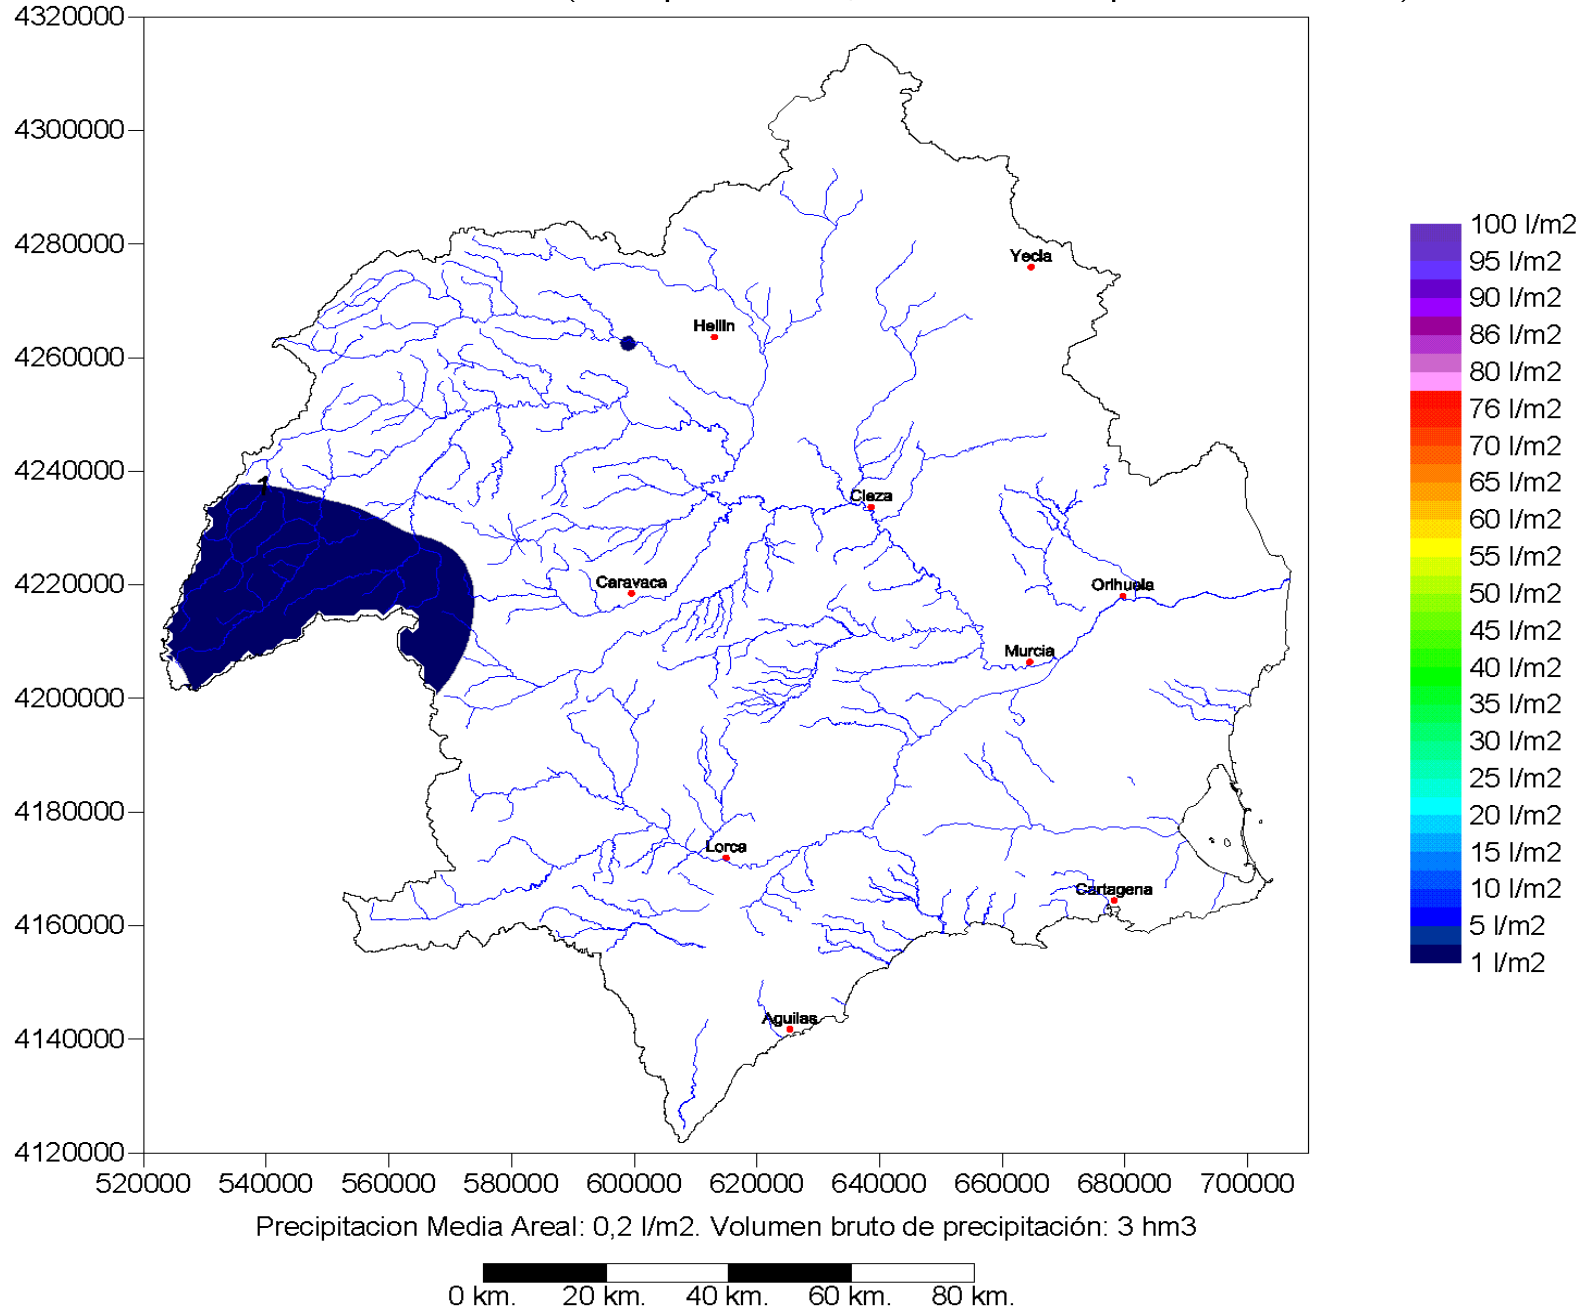 4320000
4300000
4280000
4260000
4240000
4220000
4200000
4180000
4160000
4140000
4120000
520000 540000 560000 580000 600000 620000 640000 660000 680000 700000
Yecla
Hellin
1
Cieza
Caravaca
Orihuela
Murcia
Lorca
Cartagena
Aguilas
100 l/m2
95 l/m2
90 l/m2
86 l/m2
80 l/m2
76 l/m2
70 l/m2
65 l/m2
60 l/m2
55 l/m2
50 l/m2
45 l/m2
40 l/m2
35 l/m2
30 l/m2
25 l/m2
20 l/m2
15 l/m2
10 l/m2
5 l/m2
1 l/m2
Precipitacion Media Areal: 0,2 l/m2. Volumen bruto de precipitación: 3 hm3
0 km. 20 km. 40 km. 60 km. 80 km.